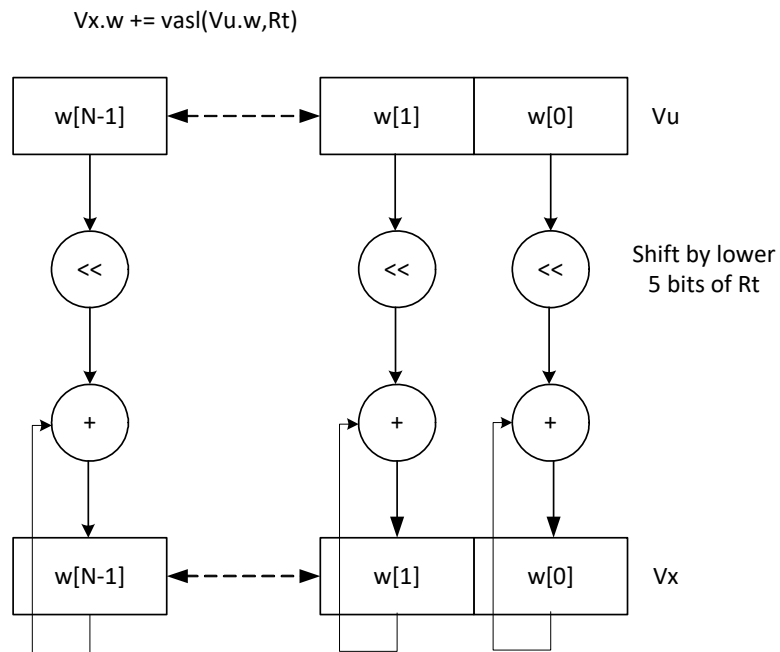 Vx.w += vasl(Vu.w,Rt)
w[N-1] w[1] w[0] Vu
<< << << Shift by lower
5 bits of Rt
+ + +
w[N-1] w[1] w[0] Vx